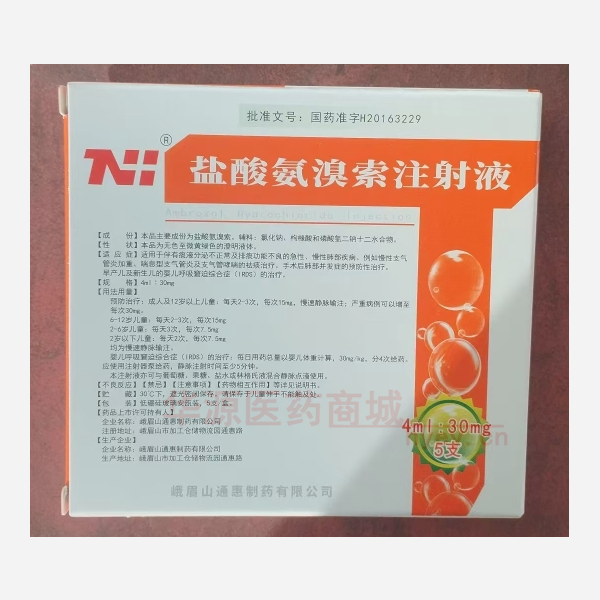 批准文号：国药准字H20163229
NH®
盐酸氨溴索注射液
Ambroxol Hydrochloride Injection
【成 份】本品主要成份为盐酸氨溴索。辅料：氯化钠、枸橼酸和磷酸氢二钠十二水合物。
【性 状】本品为无色至微黄绿色的澄明液体。
【适 应 症】适用于伴有痰液分泌不正常及排痰功能不良的急性、慢性肺部疾病。例如慢性支气
管炎加重、喘息型支气管炎及支气管哮喘的祛痰治疗。手术后肺部并发症的预防性治疗。
早产儿及新生儿的婴儿呼吸窘迫综合症（IRDS）的治疗。
【规 格】4ml：30mg
【用法用量】
预防治疗：成人及12岁以上儿童：每天2-3次，每次15mg，慢速静脉输注；严重病例可以增至
每次30mg；
6-12岁儿童：每天2-3次，每次15mg
2-6岁儿童：每天3次，每次7.5mg
2岁以下儿童：每天2次，每次7.5mg
均为慢速静脉输注。
婴儿呼吸窘迫综合症（IRDS）的治疗：每日用药总量以婴儿体重计算，30mg/kg，分4次给药。
应使用注射器泵给药，静脉注射时间至少5分钟。
本注射液亦可与葡萄糖、果糖、盐水或林格氏液混合静脉点滴使用。
【不良反应】【禁忌】【注意事项】【药物相互作用】等详见说明书。
【贮 藏】30℃下，遮光密闭保存。请保存于儿童伸手不能触及处。
【包 装】低硼硅玻璃安瓿装，5支/盒。
【药品上市许可持有人】
企业名称：峨眉山通惠制药有限公司
注册地址：峨眉山市加工仓储物流园通惠路
【生产企业】
企业名称：峨眉山通惠制药有限公司
生产地址：峨眉山市加工仓储物流园通惠路
源医药商城
4ml：30mg
5支
峨眉山通惠制药有限公司